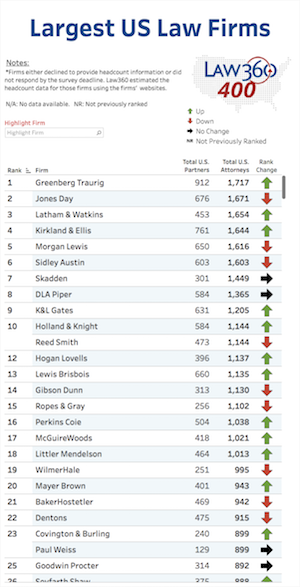 Largest US Law Firms
Notes:
*Firms either declined to provide headcount information or did
not respond by the survey deadline. Law360 estimated the
headcount data for those firms using the firms' websites.
N/A: No data available. NR: Not previously ranked
LAW360
400
Highlight Firm
Highlight Firm
Up
Down
No Change
NR Not Previously Ranked
Rank Firm Total U.S. Partners Total U.S. Attorneys Rank Change
1 Greenberg Traurig 912 1,717
2 Jones Day 676 1,671
3 Latham & Watkins 453 1,654
4 Kirkland & Ellis 761 1,644
5 Morgan Lewis 650 1,616
6 Sidley Austin 603 1,603
7 Skadden 301 1,449
8 DLA Piper 584 1,365
9 K&L Gates 631 1,205
10 Holland & Knight 584 1,144
Reed Smith 473 1,144
12 Hogan Lovells 396 1,137
13 Lewis Brisbois 660 1,135
14 Gibson Dunn 313 1,130
15 Ropes & Gray 256 1,102
16 Perkins Coie 504 1,038
17 McGuireWoods 418 1,021
18 Littler Mendelson 464 1,013
19 WilmerHale 251 995
20 Mayer Brown 401 943
21 BakerHostetler 469 942
22 Dentons 475 915
23 Covington & Burling 240 899
Paul Weiss 129 899
25 Goodwin Procter 314 892
26 Seyfarth Shaw 375 888